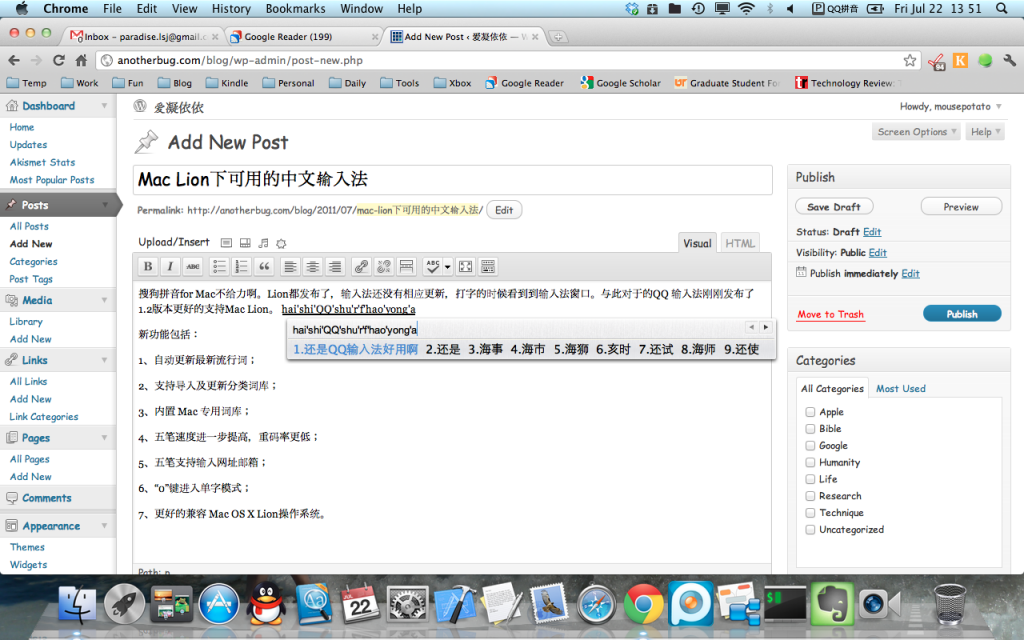 Chrome File Edit View History Bookmarks Window Help QQ拼音 Fri Jul 22 13 51
Inbox – paradise.lsj@gmail.c Google Reader (199) Add New Post ‹ 爱凝依依 —
anotherbug.com/blog/wp-admin/post-new.php
Temp Work Fun Blog Kindle Personal Daily Tools Xbox Google Reader Google Scholar Graduate Student Fo Technology Review:
Dashboard
Home
Updates
Akismet Stats
Most Popular Posts
Posts
All Posts
Add New
Categories
Post Tags
Media
Library
Add New
Links
All Links
Add New
Link Categories
Pages
All Pages
Add New
Comments
Appearance
Themes
Widgets
爱凝依依
Howdy, mousepotato
Add New Post
Screen Options Help
Mac Lion下可用的中文输入法
Permalink: http://anotherbug.com/blog/2011/07/mac-lion下可用的中文输入法/ Edit
Upload/Insert
Visual HTML
B I ABC ABC
搜狗拼音for Mac不给力啊。Lion都发布了，输入法还没有相应更新，打字的时候看到到输入法窗口。与此对于的QQ 输入法刚刚发布了
1.2版本更好的支持Mac Lion。 hai'shi'QQ'shu'r'f'hao'yong'a
hai'shi'QQ'shu'r'f'hao'yong'a
1.还是QQ输入法好用啊 2.还是 3.海事 4.海市 5.海狮 6.亥时 7.还试 8.海师 9.还使
新功能包括：
1、自动更新最新流行词；
2、支持导入及更新分类词库；
3、内置 Mac 专用词库；
4、五笔速度进一步提高，重码率更低；
5、五笔支持输入网址邮箱；
6、“0”键进入单字模式；
7、更好的兼容 Mac OS X Lion操作系统。
Path: p
Publish
Save Draft Preview
Status: Draft Edit
Visibility: Public Edit
Publish immediately Edit
Move to Trash Publish
Categories
All Categories Most Used
Apple
Bible
Google
Humanity
Life
Research
Technique
Uncategorized
22